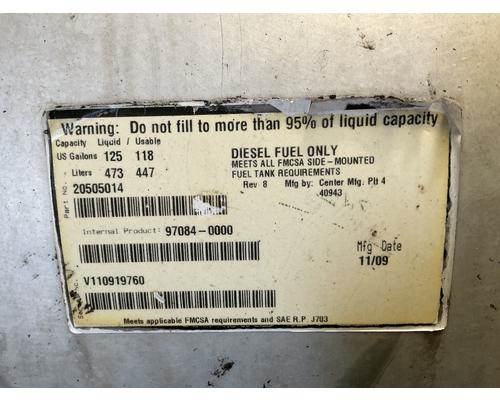 Warning: Do not fill to more than 95% of liquid capacity
Capacity Liquid / Usable
US Gallons 125 118
Liters 473 447
DIESEL FUEL ONLY
MEETS ALL FMCSA SIDE-MOUNTED
FUEL TANK REQUIREMENTS
Rev 8 Mfg by: Center Mfg. Plt 4
40943
Part No. 20505014
Internal Product: 97084-0000
Mfg Date
11/09
V110919760
No.
Meets applicable FMCSA requirements and SAE R.P. J703